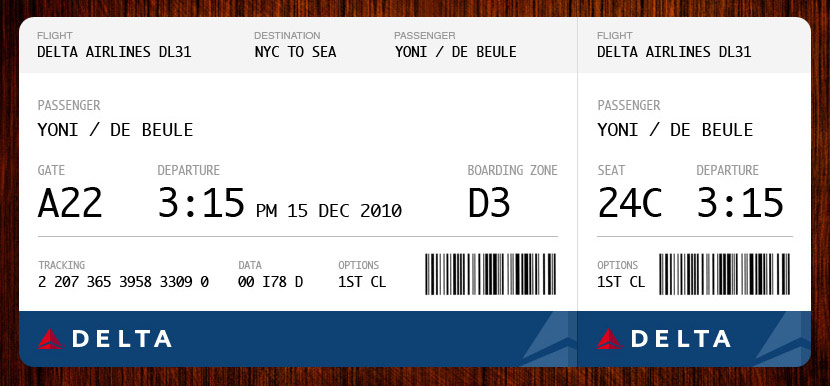 FLIGHT
DELTA AIRLINES DL31
DESTINATION
NYC TO SEA
PASSENGER
YONI / DE BEULE
PASSENGER
YONI / DE BEULE
GATE
A22
DEPARTURE
3:15 PM 15 DEC 2010
BOARDING ZONE
D3
TRACKING
2 207 365 3958 3309 0
DATA
00 I78 D
OPTIONS
1ST CL
DELTA
FLIGHT
DELTA AIRLINES DL31
PASSENGER
YONI / DE BEULE
SEAT
24C
DEPARTURE
3:15
OPTIONS
1ST CL
DELTA